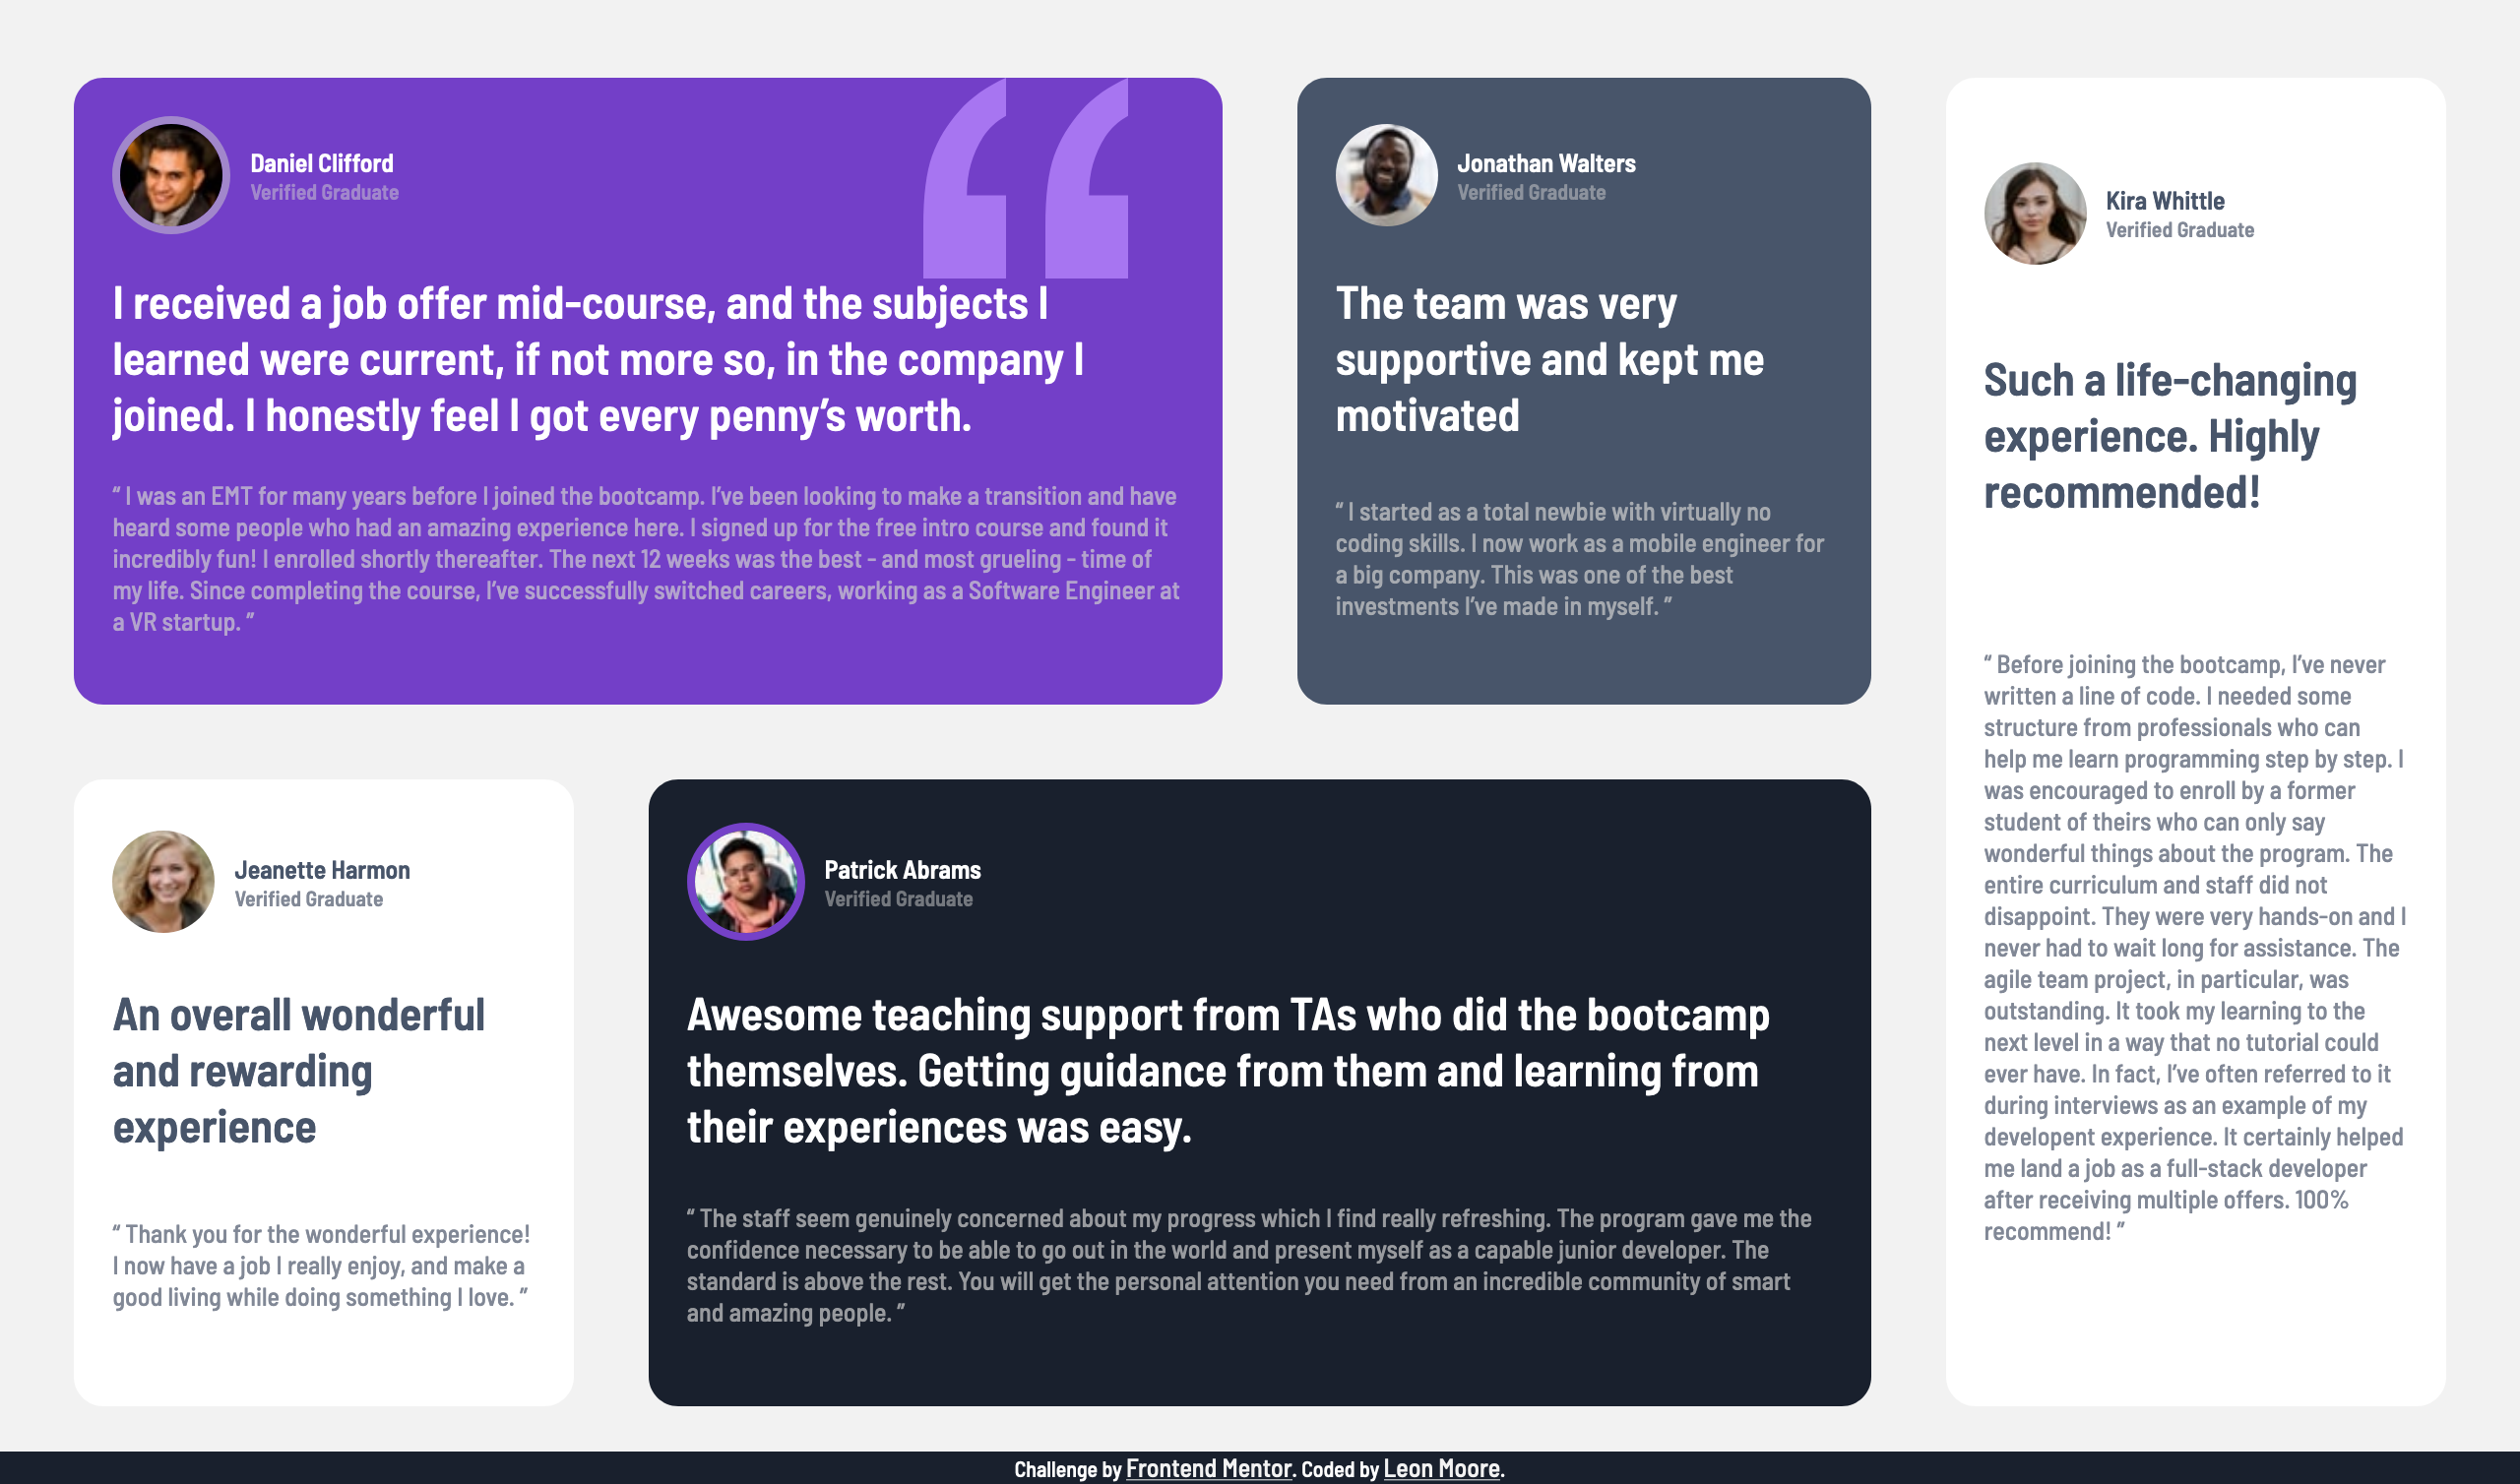 Daniel Clifford
Verified Graduate
I received a job offer mid-course, and the subjects I
learned were current, if not more so, in the company I
joined. I honestly feel I got every penny’s worth.
“ I was an EMT for many years before I joined the bootcamp. I’ve been looking to make a transition and have
heard some people who had an amazing experience here. I signed up for the free intro course and found it
incredibly fun! I enrolled shortly thereafter. The next 12 weeks was the best - and most grueling - time of
my life. Since completing the course, I’ve successfully switched careers, working as a Software Engineer at
a VR startup. ”
Jonathan Walters
Verified Graduate
The team was very
supportive and kept me
motivated
“ I started as a total newbie with virtually no
coding skills. I now work as a mobile engineer for
a big company. This was one of the best
investments I’ve made in myself. ”
Kira Whittle
Verified Graduate
Such a life-changing
experience. Highly
recommended!
“ Before joining the bootcamp, I’ve never
written a line of code. I needed some
structure from professionals who can
help me learn programming step by step. I
was encouraged to enroll by a former
student of theirs who can only say
wonderful things about the program. The
entire curriculum and staff did not
disappoint. They were very hands-on and I
never had to wait long for assistance. The
agile team project, in particular, was
outstanding. It took my learning to the
next level in a way that no tutorial could
ever have. In fact, I’ve often referred to it
during interviews as an example of my
developent experience. It certainly helped
me land a job as a full-stack developer
after receiving multiple offers. 100%
recommend! ”
Jeanette Harmon
Verified Graduate
An overall wonderful
and rewarding
experience
“ Thank you for the wonderful experience!
I now have a job I really enjoy, and make a
good living while doing something I love. ”
Patrick Abrams
Verified Graduate
Awesome teaching support from TAs who did the bootcamp
themselves. Getting guidance from them and learning from
their experiences was easy.
“ The staff seem genuinely concerned about my progress which I find really refreshing. The program gave me the
confidence necessary to be able to go out in the world and present myself as a capable junior developer. The
standard is above the rest. You will get the personal attention you need from an incredible community of smart
and amazing people. ”
Challenge by Frontend Mentor. Coded by Leon Moore.